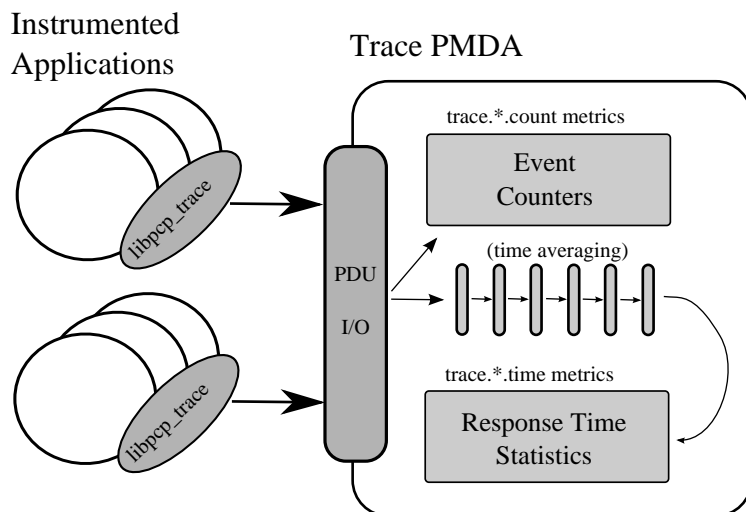 Instrumented
Applications
Trace PMDA
trace.*.count metrics
Event
Counters
libpcp_trace
(time averaging)
PDU
I/O
trace.*.time metrics
Response Time
Statistics
libpcp_trace